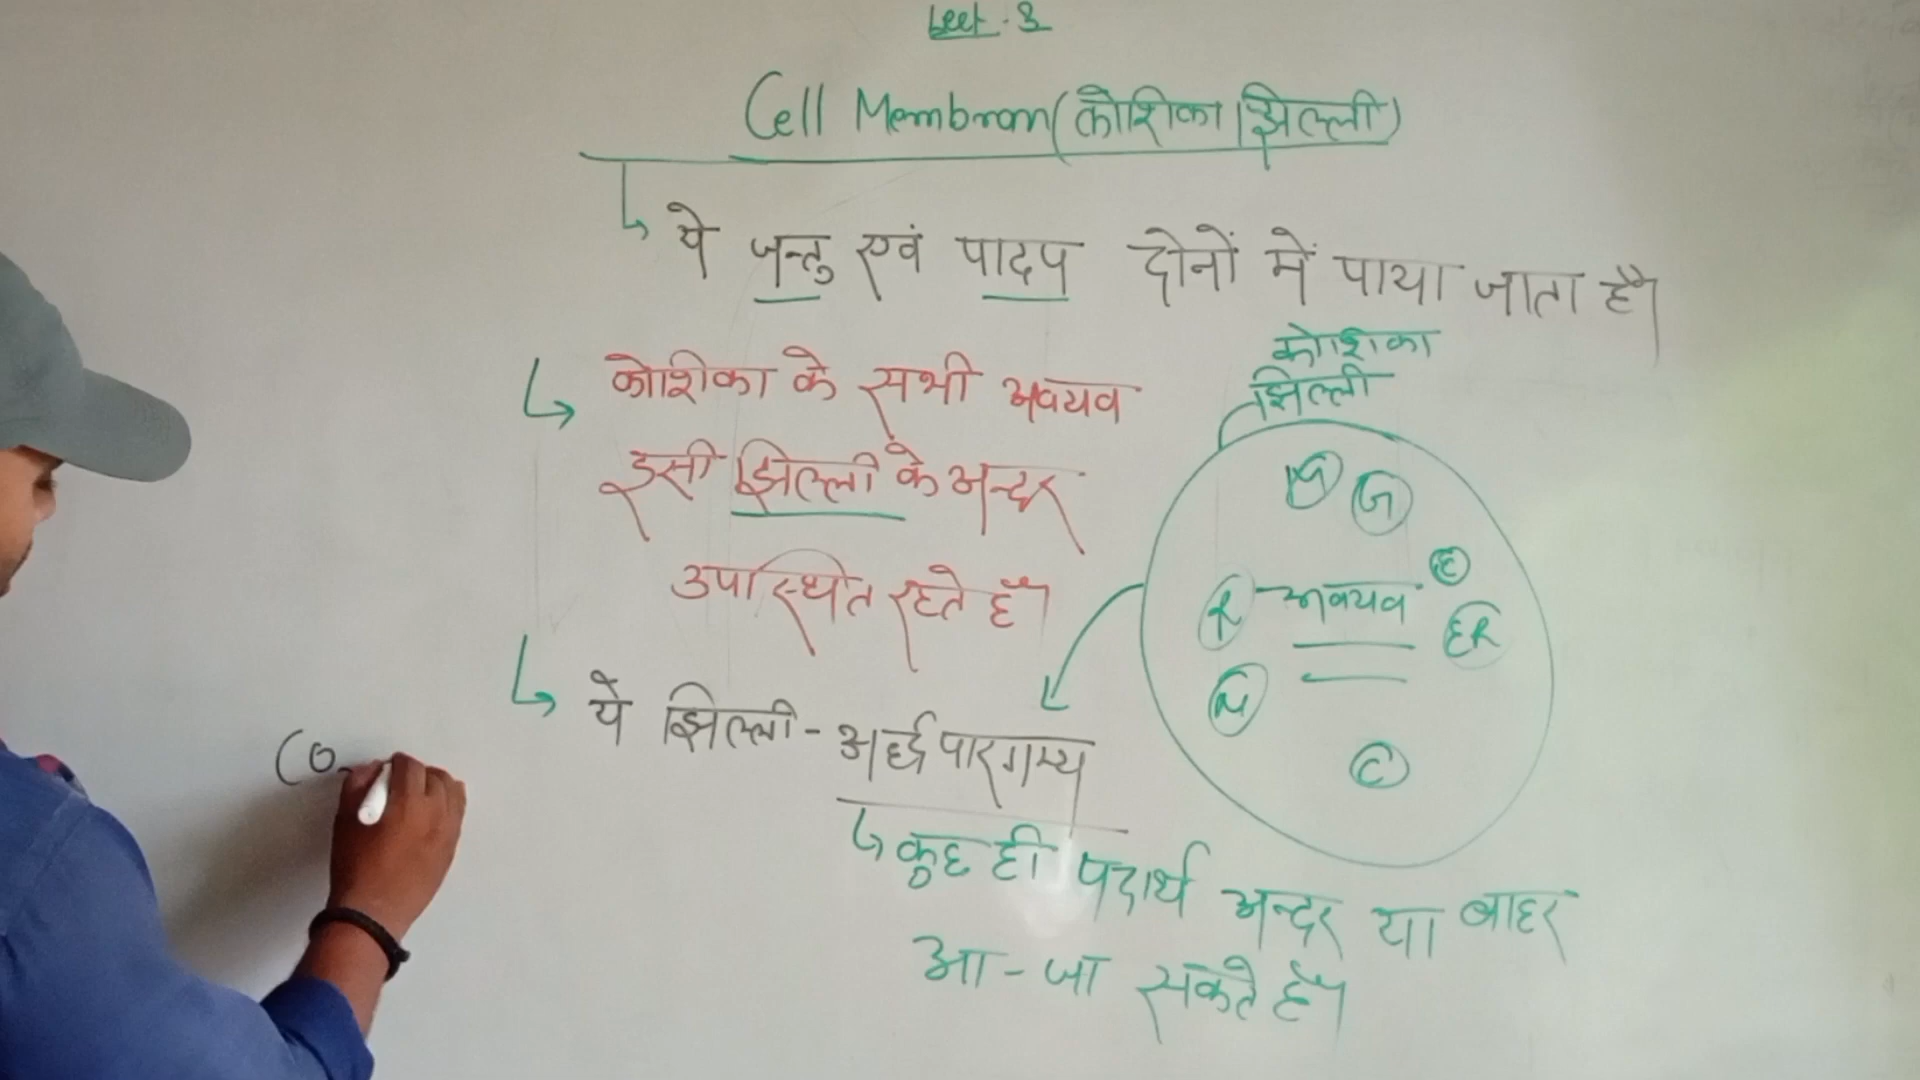 Lect-3
Cell Membran (कोशिका झिल्ली)
ये जन्तु एवं पादप दोनों में पाया जाता है।
कोशिका के सभी अवयव
इसी झिल्ली के अन्दर
उपस्थित रहते हैं।
ये झिल्ली - अर्द्धपारगम्य
कुछ ही पदार्थ अन्दर या बाहर
आ-जा सकते हैं।
कोशिका
झिल्ली
G
E
R अवयव ER
C
(O